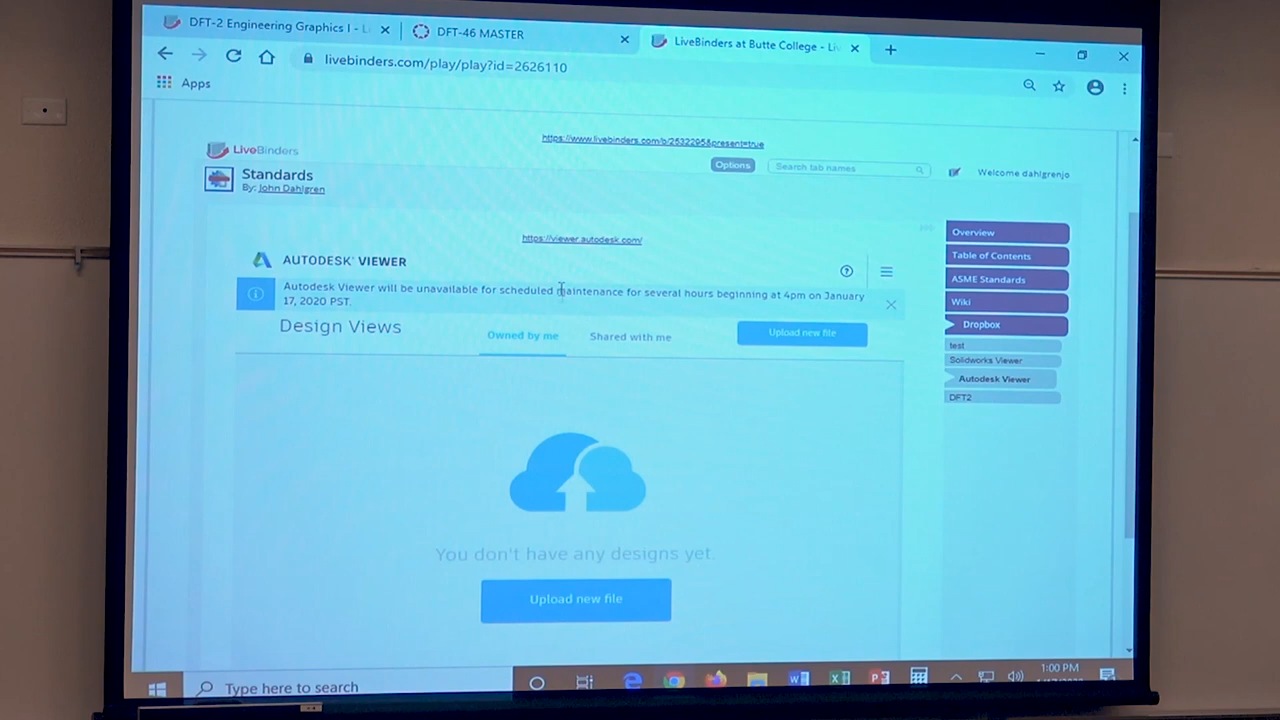 DFT-2 Engineering Graphics I - L
DFT-46 MASTER
LiveBinders at Butte College - Li
livebinders.com/play/play?id=2626110
Apps
https://www.livebinders.com/b/2532295&present=true
LiveBinders
Options
Search tab names
Welcome dahlgrenjo
Standards
By: John Dahlgren
https://viewer.autodesk.com/
AUTODESK® VIEWER
Autodesk Viewer will be unavailable for scheduled maintenance for several hours beginning at 4pm on January
17, 2020 PST.
Design Views
Owned by me
Shared with me
Upload new file
You don't have any designs yet.
Upload new file
Overview
Table of Contents
ASME Standards
Wiki
Dropbox
test
Solidworks Viewer
Autodesk Viewer
DFT2
Type here to search
1:00 PM